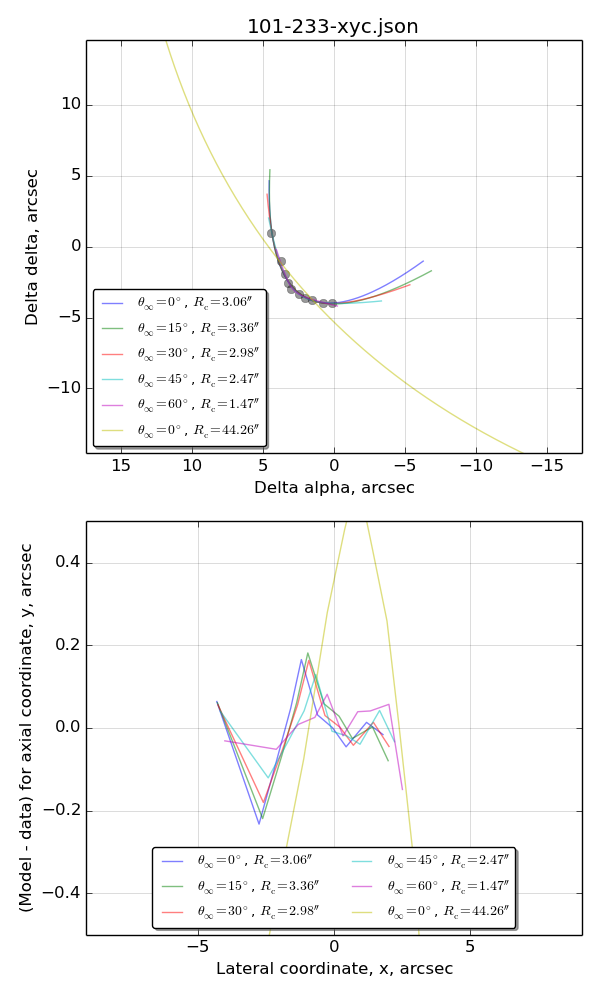 101-233-xyc.json
Delta delta, arcsec
10
5
0
−5
−10
θ∞=0°, Rc=3.06″
θ∞=15°, Rc=3.36″
θ∞=30°, Rc=2.98″
θ∞=45°, Rc=2.47″
θ∞=60°, Rc=1.47″
θ∞=0°, Rc=44.26″
15 10 5 0 −5 −10 −15
Delta alpha, arcsec
(Model - data) for axial coordinate, y, arcsec
0.4
0.2
0.0
−0.2
−0.4
θ∞=0°, Rc=3.06″ θ∞=45°, Rc=2.47″
θ∞=15°, Rc=3.36″ θ∞=60°, Rc=1.47″
θ∞=30°, Rc=2.98″ θ∞=0°, Rc=44.26″
−5 0 5
Lateral coordinate, x, arcsec